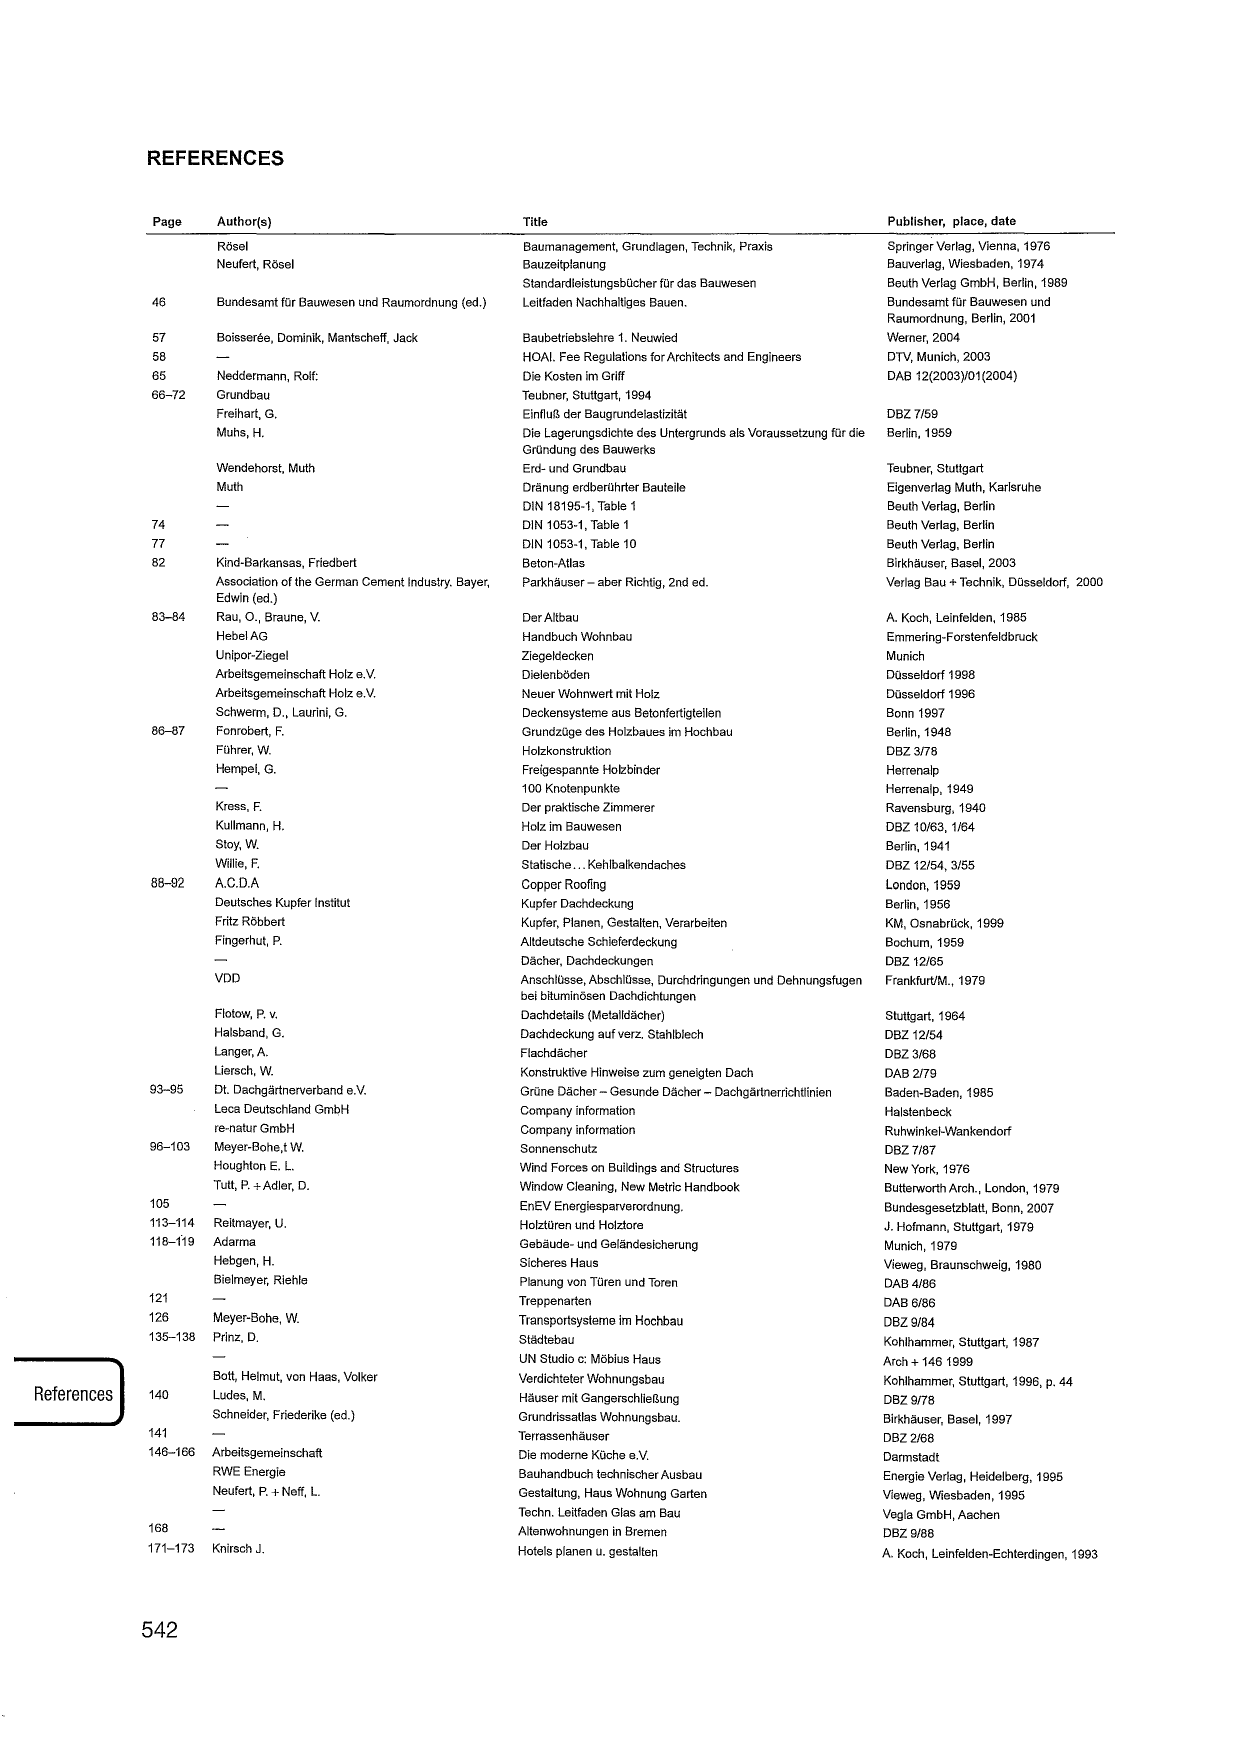 REFERENCES
Page Author(s) Title Publisher, place, date
Rösel Baumanagement, Grundlagen, Technik, Praxis Springer Verlag, Vienna, 1976
Neufert, Rösel Bauzeitplanung Bauverlag, Wiesbaden, 1974
Standardleistungsbücher für das Bauwesen Beuth Verlag GmbH, Berlin, 1989
46 Bundesamt für Bauwesen und Raumordnung (ed.) Leitfaden Nachhaltiges Bauen. Bundesamt für Bauwesen und
Raumordnung, Berlin, 2001
57 Boisserée, Dominik, Mantscheff, Jack Baubetriebslehre 1. Neuwied Werner, 2004
58 — HOAI. Fee Regulations for Architects and Engineers DTV, Munich, 2003
65 Neddermann, Rolf: Die Kosten im Griff DAB 12(2003)/01(2004)
66–72 Grundbau Teubner, Stuttgart, 1994
Freihart, G. Einfluß der Baugrundelastizität DBZ 7/59
Muhs, H. Die Lagerungsdichte des Untergrunds als Voraussetzung für die Berlin, 1959
Gründung des Bauwerks
Wendehorst, Muth Erd- und Grundbau Teubner, Stuttgart
Muth Dränung erdberührter Bauteile Eigenverlag Muth, Karlsruhe
— DIN 18195-1, Table 1 Beuth Verlag, Berlin
74 — DIN 1053-1, Table 1 Beuth Verlag, Berlin
77 — DIN 1053-1, Table 10 Beuth Verlag, Berlin
82 Kind-Barkansas, Friedbert Beton-Atlas Birkhäuser, Basel, 2003
Association of the German Cement Industry. Bayer, Parkhäuser – aber Richtig, 2nd ed. Verlag Bau + Technik, Düsseldorf, 2000
Edwin (ed.)
83–84 Rau, O., Braune, V. Der Altbau A. Koch, Leinfelden, 1985
Hebel AG Handbuch Wohnbau Emmering-Forstenfeldbruck
Unipor-Ziegel Ziegeldecken Munich
Arbeitsgemeinschaft Holz e.V. Dielenböden Düsseldorf 1998
Arbeitsgemeinschaft Holz e.V. Neuer Wohnwert mit Holz Düsseldorf 1996
Schwerm, D., Laurini, G. Deckensysteme aus Betonfertigteilen Bonn 1997
86–87 Fonrobert, F. Grundzüge des Holzbaues im Hochbau Berlin, 1948
Führer, W. Holzkonstruktion DBZ 3/78
Hempel, G. Freigespannte Holzbinder Herrenalp
— 100 Knotenpunkte Herrenalp, 1949
Kress, F. Der praktische Zimmerer Ravensburg, 1940
Kullmann, H. Holz im Bauwesen DBZ 10/63, 1/64
Stoy, W. Der Holzbau Berlin, 1941
Willie, F. Statische... Kehlbalkendaches DBZ 12/54, 3/55
88–92 A.C.D.A Copper Roofing London, 1959
Deutsches Kupfer Institut Kupfer Dachdeckung Berlin, 1956
Fritz Röbbert Kupfer, Planen, Gestalten, Verarbeiten KM, Osnabrück, 1999
Fingerhut, P. Altdeutsche Schieferdeckung Bochum, 1959
— Dächer, Dachdeckungen DBZ 12/65
VDD Anschlüsse, Abschlüsse, Durchdringungen und Dehnungsfugen Frankfurt/M., 1979
bei bituminösen Dachdichtungen
Flotow, P. v. Dachdetails (Metalldächer) Stuttgart, 1964
Halsband, G. Dachdeckung auf verz. Stahlblech DBZ 12/54
Langer, A. Flachdächer DBZ 3/68
Liersch, W. Konstruktive Hinweise zum geneigten Dach DAB 2/79
93–95 Dt. Dachgärtnerverband e.V. Grüne Dächer – Gesunde Dächer – Dachgärtnerrichtlinien Baden-Baden, 1985
Leca Deutschland GmbH Company information Halstenbeck
re-natur GmbH Company information Ruhwinkel-Wankendorf
96–103 Meyer-Bohe,t W. Sonnenschutz DBZ 7/87
Houghton E. L. Wind Forces on Buildings and Structures New York, 1976
Tutt, P. + Adler, D. Window Cleaning, New Metric Handbook Butterworth Arch., London, 1979
105 — EnEV Energiesparverordnung. Bundesgesetzblatt, Bonn, 2007
113–114 Reitmayer, U. Holztüren und Holztore J. Hofmann, Stuttgart, 1979
118–119 Adarma Gebäude- und Geländesicherung Munich, 1979
Hebgen, H. Sicheres Haus Vieweg, Braunschweig, 1980
Bielmeyer, Riehle Planung von Türen und Toren DAB 4/86
121 — Treppenarten DAB 6/86
126 Meyer-Bohe, W. Transportsysteme im Hochbau DBZ 9/84
135–138 Prinz, D. Städtebau Kohlhammer, Stuttgart, 1987
— UN Studio c: Möbius Haus Arch + 146 1999
Bott, Helmut, von Haas, Volker Verdichteter Wohnungsbau Kohlhammer, Stuttgart, 1996, p. 44
References
140 Ludes, M. Häuser mit Gangerschließung DBZ 9/78
Schneider, Friederike (ed.) Grundrissatlas Wohnungsbau. Birkhäuser, Basel, 1997
141 — Terrassenhäuser DBZ 2/68
146–166 Arbeitsgemeinschaft Die moderne Küche e.V. Darmstadt
RWE Energie Bauhandbuch technischer Ausbau Energie Verlag, Heidelberg, 1995
Neufert, P. + Neff, L. Gestaltung, Haus Wohnung Garten Vieweg, Wiesbaden, 1995
— Techn. Leitfaden Glas am Bau Vegla GmbH, Aachen
168 — Altenwohnungen in Bremen DBZ 9/88
171–173 Knirsch J. Hotels planen u. gestalten A. Koch, Leinfelden-Echterdingen, 1993
542